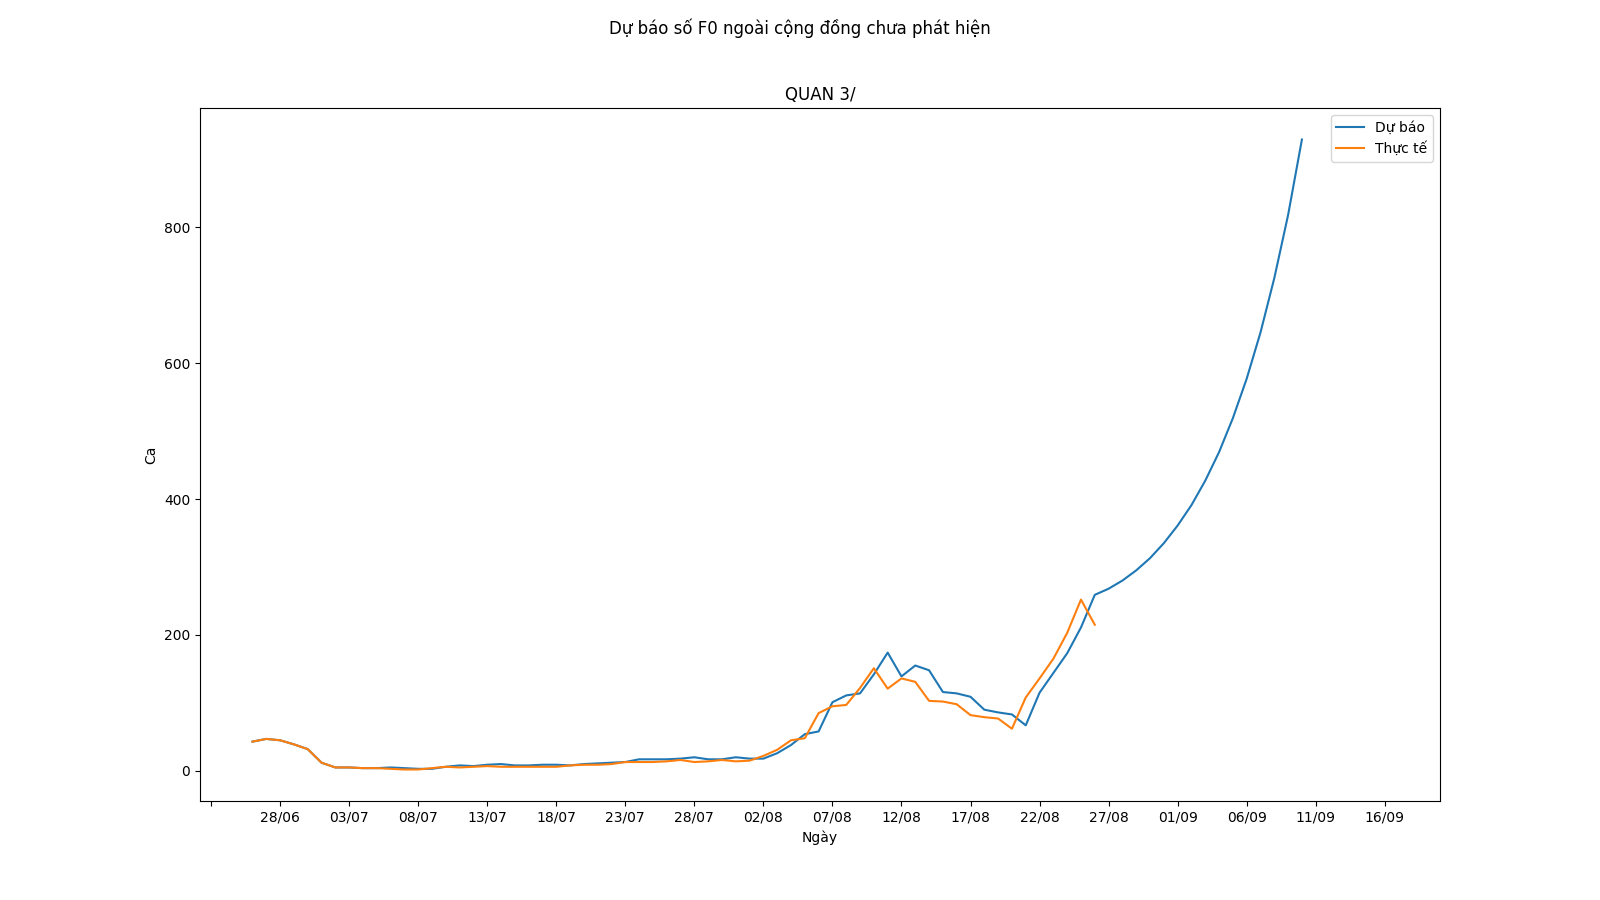 Dự báo số F0 ngoài cộng đồng chưa phát hiện
QUAN 3/
Dự báo
Thực tế
800
600
400
200
0
Ca
28/06 03/07 08/07 13/07 18/07 23/07 28/07 02/08 07/08 12/08 17/08 22/08 27/08 01/09 06/09 11/09 16/09
Ngày